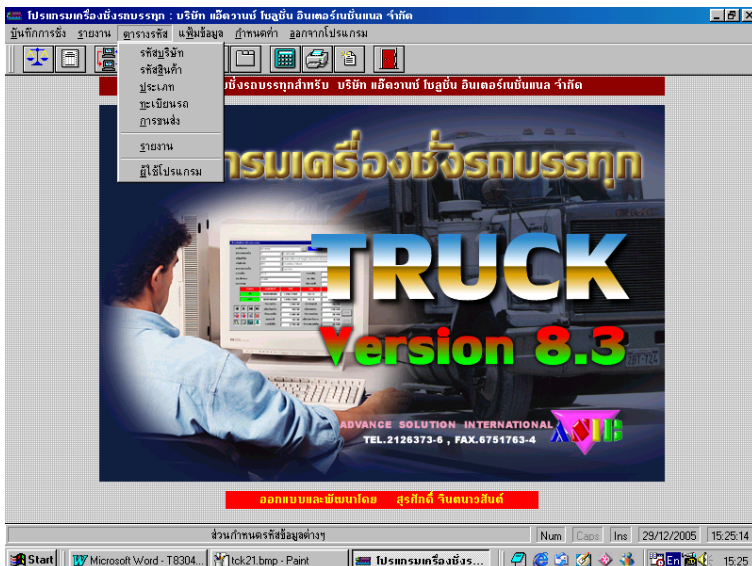 โปรแกรมเครื่องชั่งรถบรรทุก : บริษัท แอ๊ดวานซ์ โซลูชั่น อินเตอร์เนชั่นแนล จำกัด
บันทึกการชั่ง รายงาน ตารางรหัส แฟ้มข้อมูล กำหนดค่า ออกจากโปรแกรม
รหัสบริษัท
รหัสสินค้า
ประเภท
ทะเบียนรถ
การขนส่ง
รายงาน
ผู้ใช้โปรแกรม
ชั่งรถบรรทุกสำหรับ บริษัท แอ๊ดวานซ์ โซลูชั่น อินเตอร์เนชั่นแนล จำกัด
กรมเครื่องชั่งรถบรรทุก
TRUCK
Version 8.3
ADVANCE SOLUTION INTERNATIONAL
TEL.2126373-6 , FAX.6751763-4
ออกแบบและพัฒนาโดย สุรศักดิ์ จินตนาวสันต์
ส่วนกำหนดรหัสข้อมูลต่างๆ Num Caps Ins 29/12/2005 15:25:14
Start Microsoft Word - T8304... tck21.bmp - Paint โปรแกรมเครื่องชั่งร... En 15:25